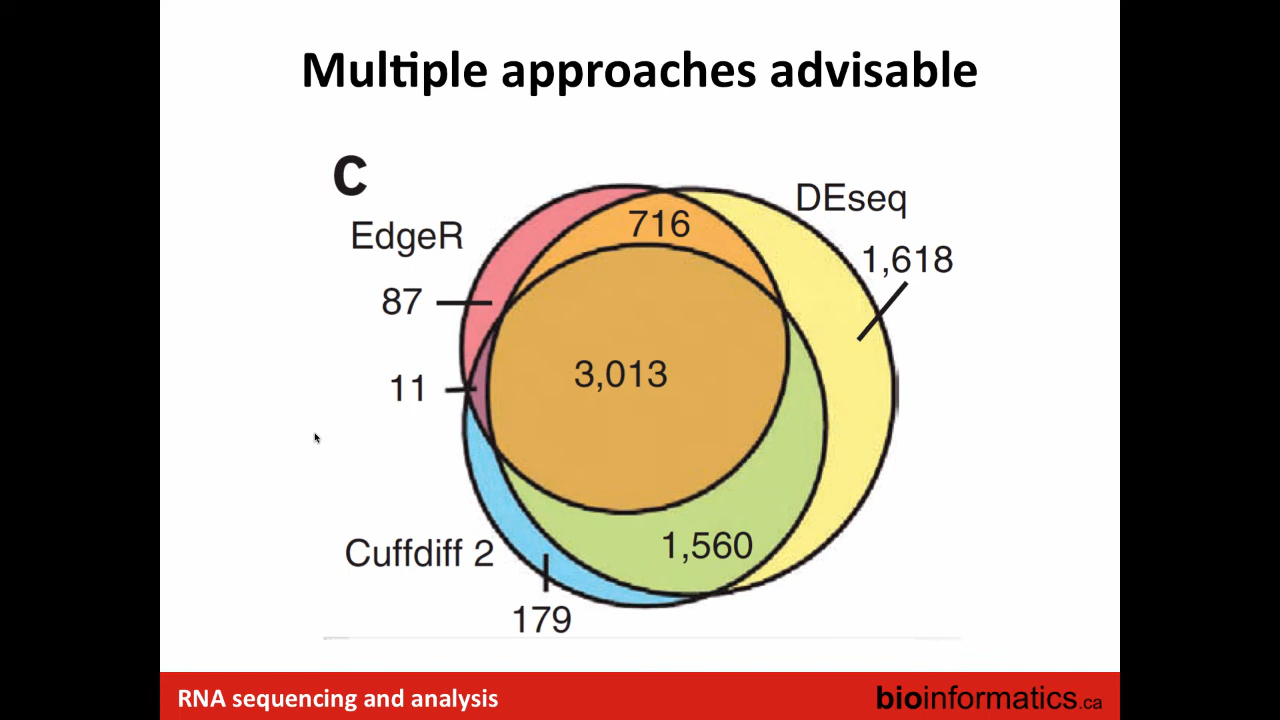 Multiple approaches advisable
C
DEseq
716
EdgeR
1,618
87
3,013
11
1,560
Cuffdiff 2
179
RNA sequencing and analysis
bioinformatics.ca